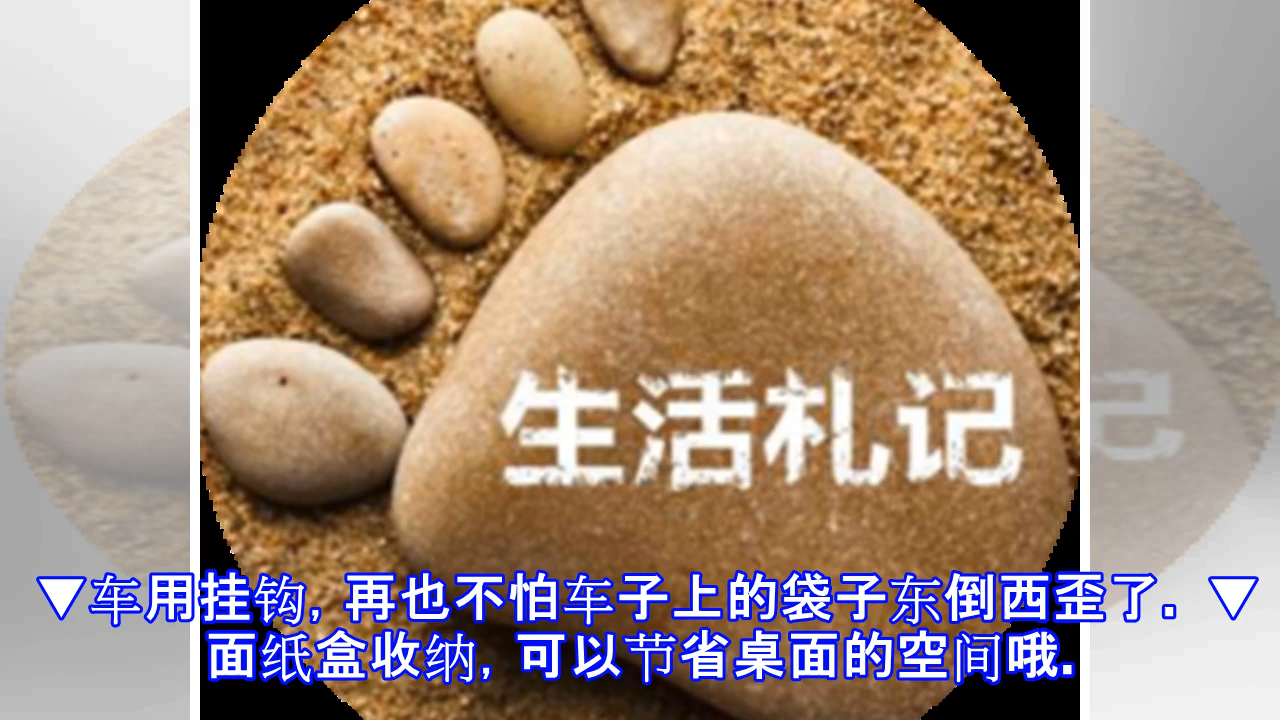 生活札记
▼车用挂钩, 再也不怕车子上的袋子东倒西歪了. ▼
面纸盒收纳, 可以节省桌面的空间哦.